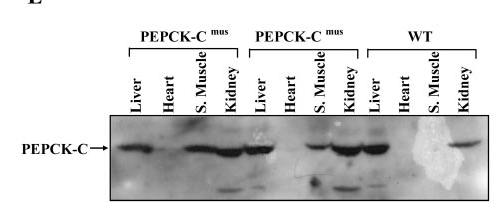 E
PEPCK-C mus PEPCK-C mus WT
Liver Heart S. Muscle Kidney Liver Heart S. Muscle Kidney Liver Heart S. Muscle Kidney
PEPCK-C